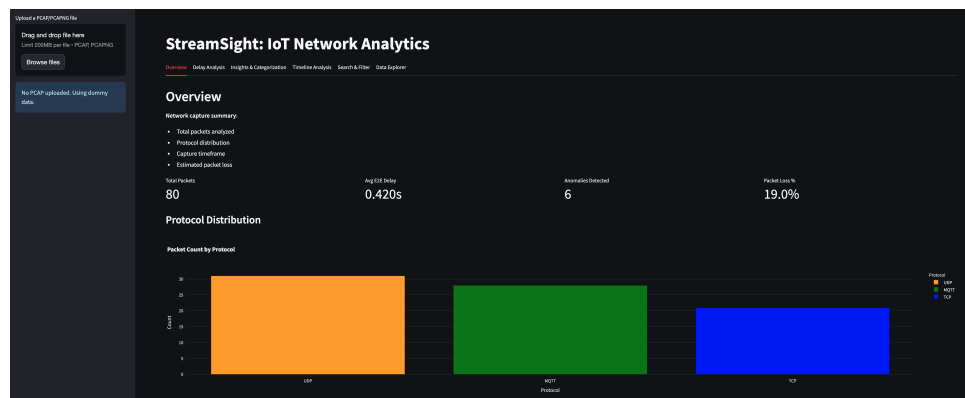 Upload a PCAP/PCAPNG file
Drag and drop file here
Limit 200MB per file • PCAP, PCAPNG
Browse files
No PCAP uploaded. Using dummy
data.
StreamSight: IoT Network Analytics
Overview Delay Analysis Insights & Categorization Timeline Analysis Search & Filter Data Explorer
Overview
Network capture summary:
• Total packets analyzed
• Protocol distribution
• Capture timeframe
• Estimated packet loss
Total Packets Avg E2E Delay Anomalies Detected Packet Loss %
80 0.420s 6 19.0%
Protocol Distribution
Packet Count by Protocol
Protocol
UDP
MQTT
TCP
30
25
20
15
10
5
0
Count
UDP MQTT TCP
Protocol